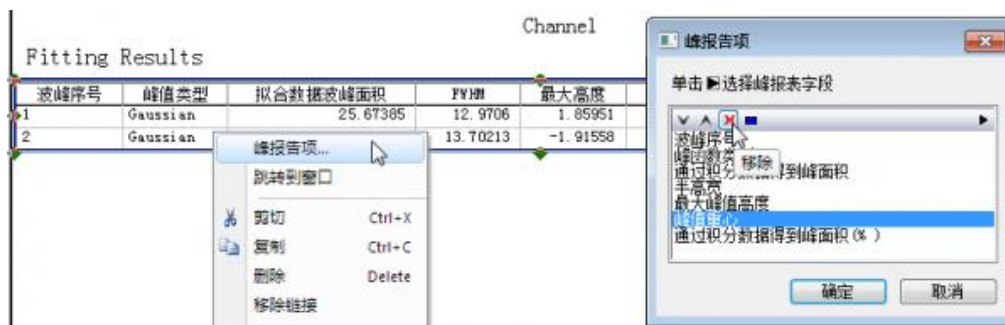 Channel
Fitting Results
波峰序号 峰值类型 拟合数据波峰面积 FWHM 最大高度
1 Gaussian 25.67385 12.9706 1.85951
2 Gaussian 13.70213 -1.91558
峰报告项...
跳转到窗口
剪切 Ctrl+X
复制 Ctrl+C
删除 Delete
移除链接
峰报告项
单击 选择峰报表字段
波峰序号
峰函数类
移除
通过积分数据得到峰面积
半高宽
最大峰值高度
峰值重心
通过积分数据得到峰面积(% )
确定 取消